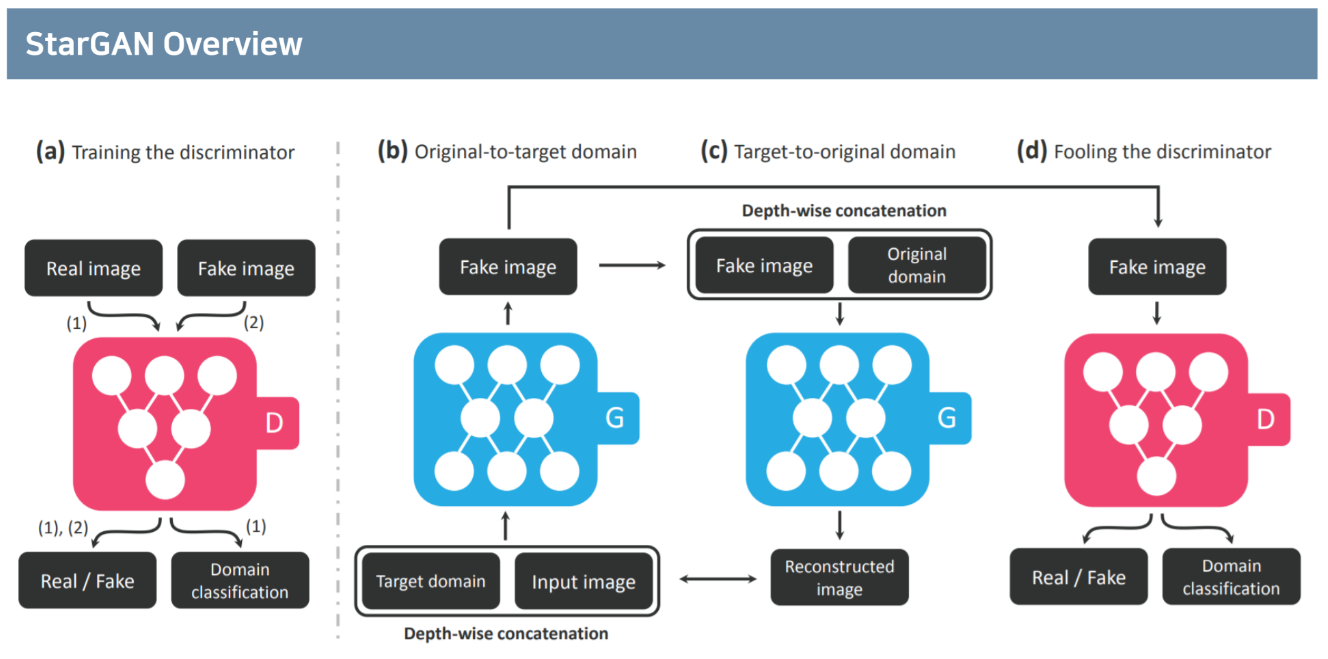 StarGAN Overview
(a) Training the discriminator
(b) Original-to-target domain
(c) Target-to-original domain
(d) Fooling the discriminator
Real image
Fake image
(1)
(2)
D
(1), (2)
(1)
Real / Fake
Domain
classification
Fake image
G
Target domain
Input image
Depth-wise concatenation
Depth-wise concatenation
Fake image
Original
domain
G
Reconstructed
image
Fake image
D
Real / Fake
Domain
classification